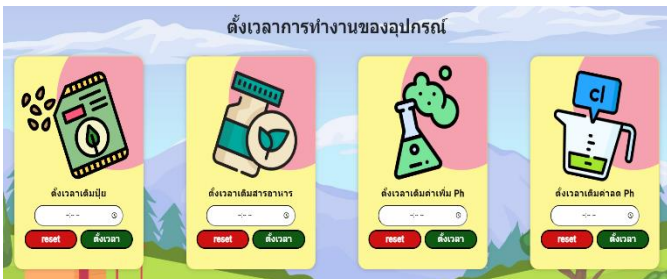 ตั้งเวลาการทำงานของอุปกรณ์
ตั้งเวลาเติมปุ๋ย
--:-- 
reset ตั้งเวลา
ตั้งเวลาเติมสารอาหาร
--:--
reset ตั้งเวลา
ตั้งเวลาเติมค่าเพิ่ม Ph
--:--
reset ตั้งเวลา
cl
ตั้งเวลาเติมค่าลด Ph
--:--
reset ตั้งเวลา